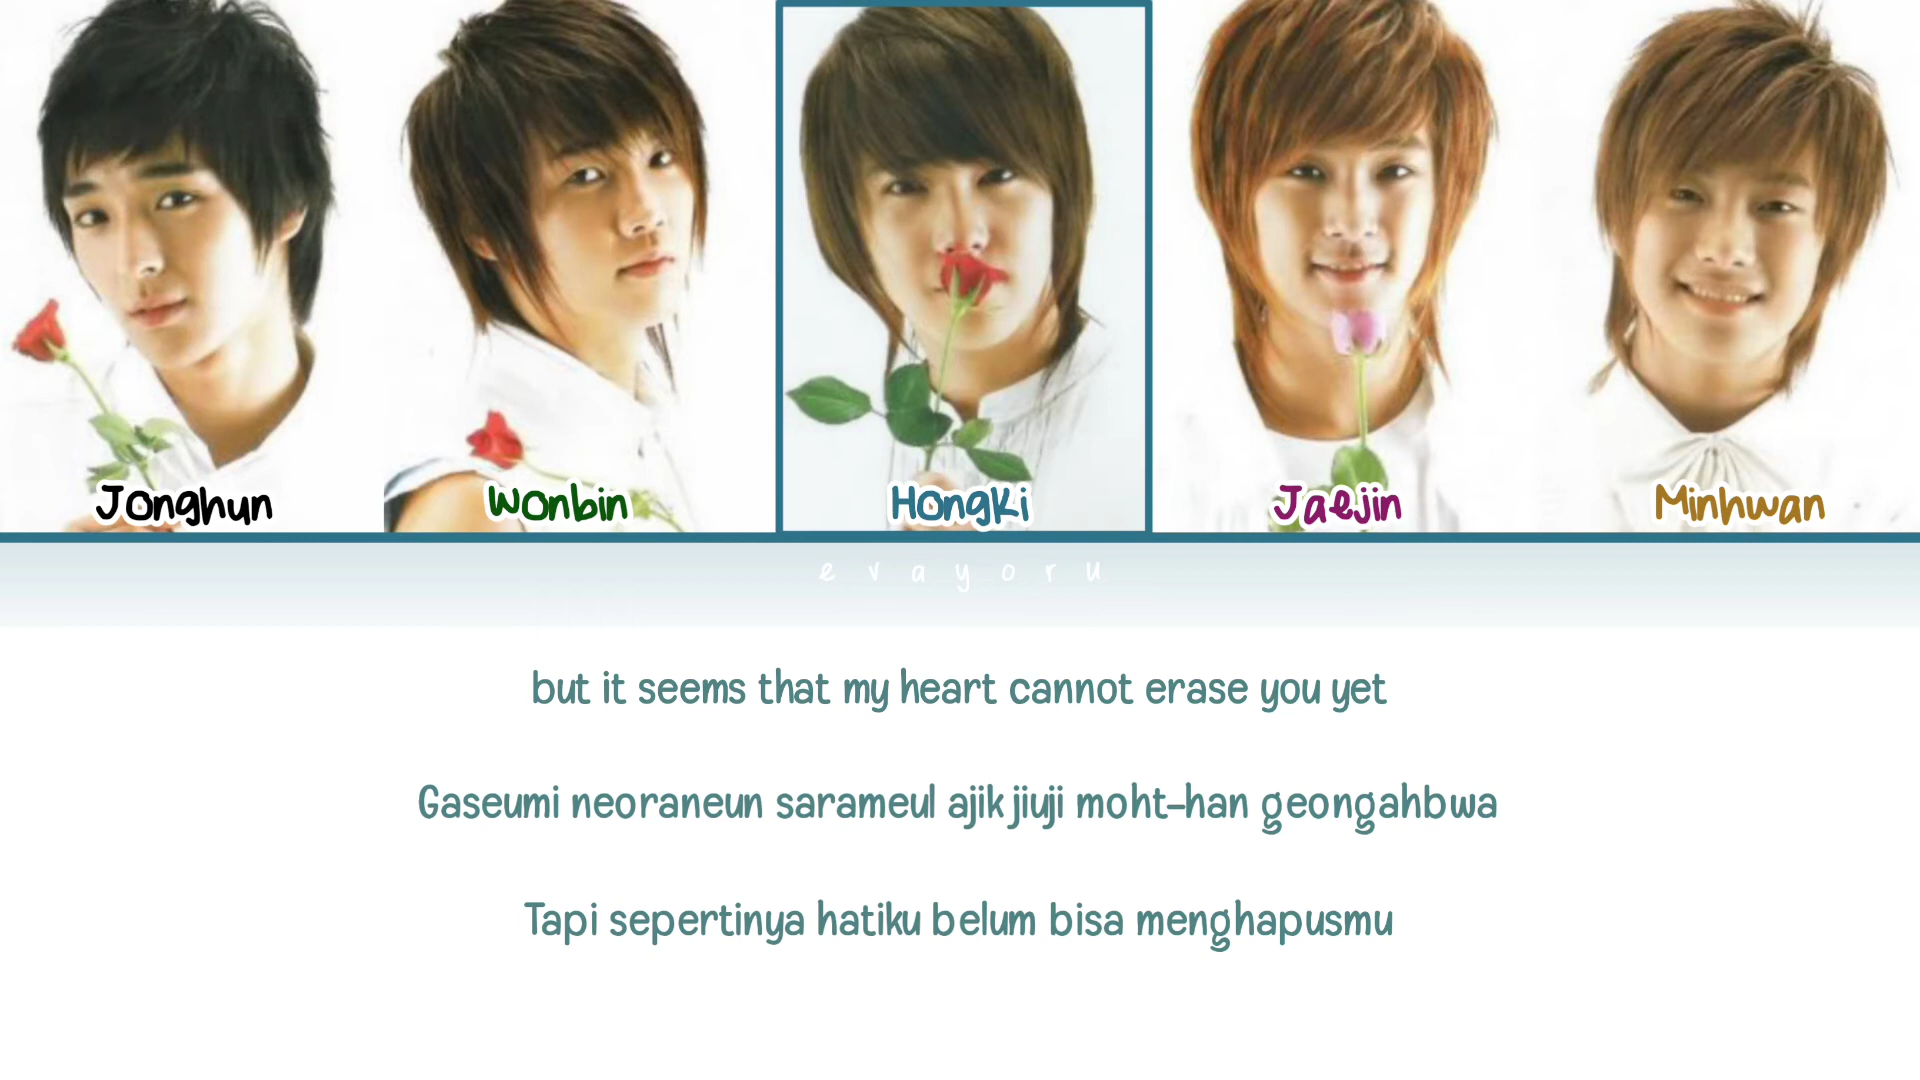 Jonghun
Wonbin
HongKi
Jaejin
Minhwan
evayoru
but it seems that my heart cannot erase you yet
Gaseumi neoraneun sarameul ajik jiuji moht-han geongahbwa
Tapi sepertinya hatiku belum bisa menghapusmu